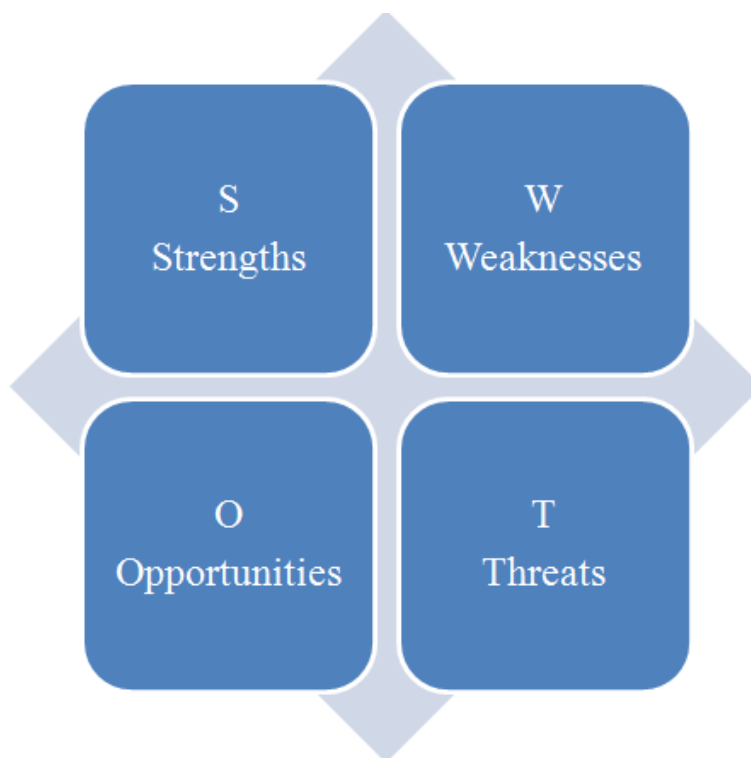 S
Strengths
W
Weaknesses
O
Opportunities
T
Threats